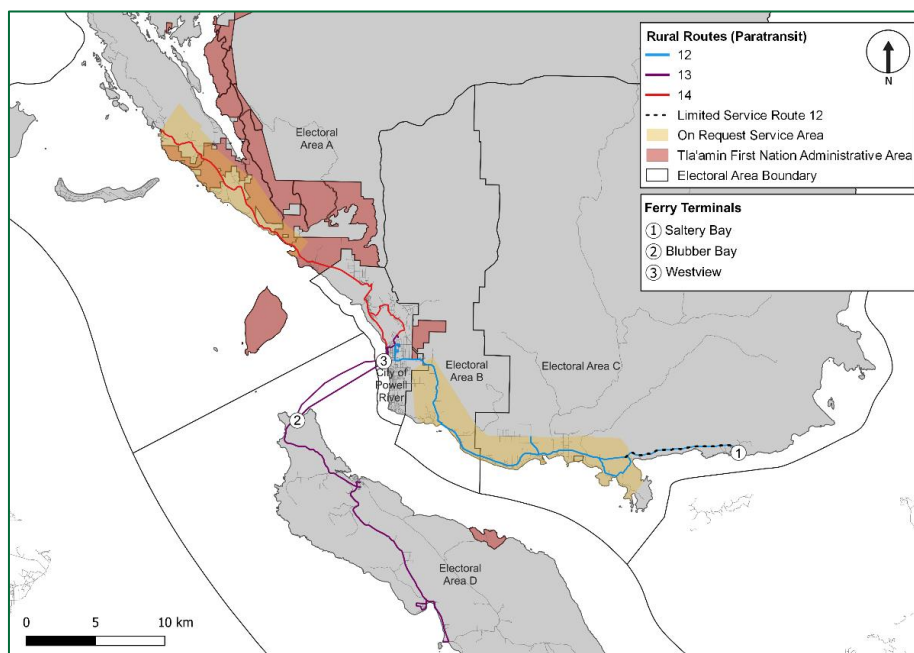 Rural Routes (Paratransit)
12
13
14
Limited Service Route 12
On Request Service Area
Tla'amin First Nation Administrative Area
Electoral Area Boundary
N
Ferry Terminals
1 Saltery Bay
2 Blubber Bay
3 Westview
Electoral
Area A
3
City of
Powell
River
Electoral
Area B
Electoral Area C
2
1
Electoral
Area D
0 5 10 km